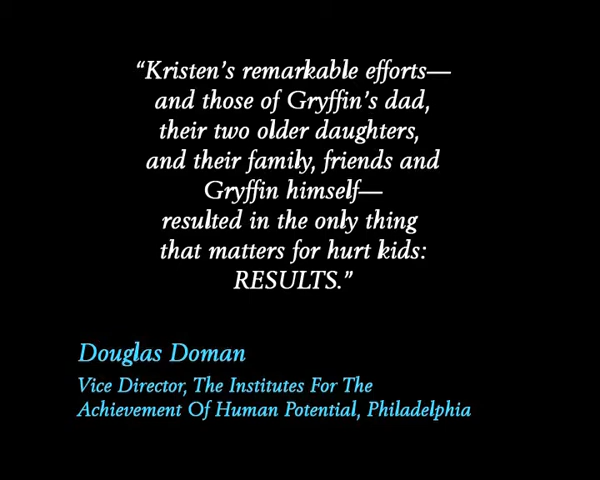 “Kristen’s remarkable efforts—
and those of Gryffin’s dad,
their two older daughters,
and their family, friends and
Gryffin himself—
resulted in the only thing
that matters for hurt kids:
RESULTS.”
Douglas Doman
Vice Director, The Institutes For The
Achievement Of Human Potential, Philadelphia